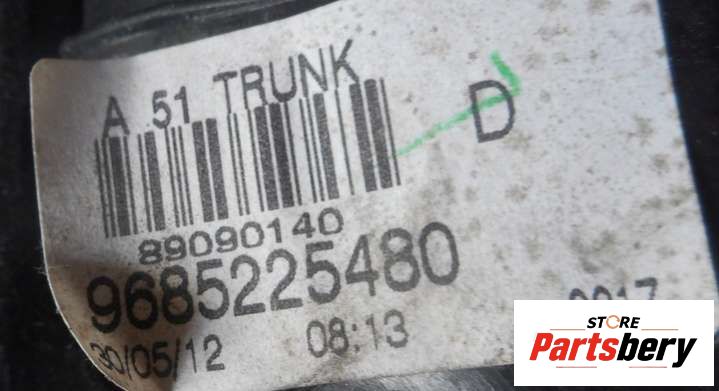 A 51 TRUNK
D
89090140
9685225480
30/05/12 08:13
STORE
Partsbery